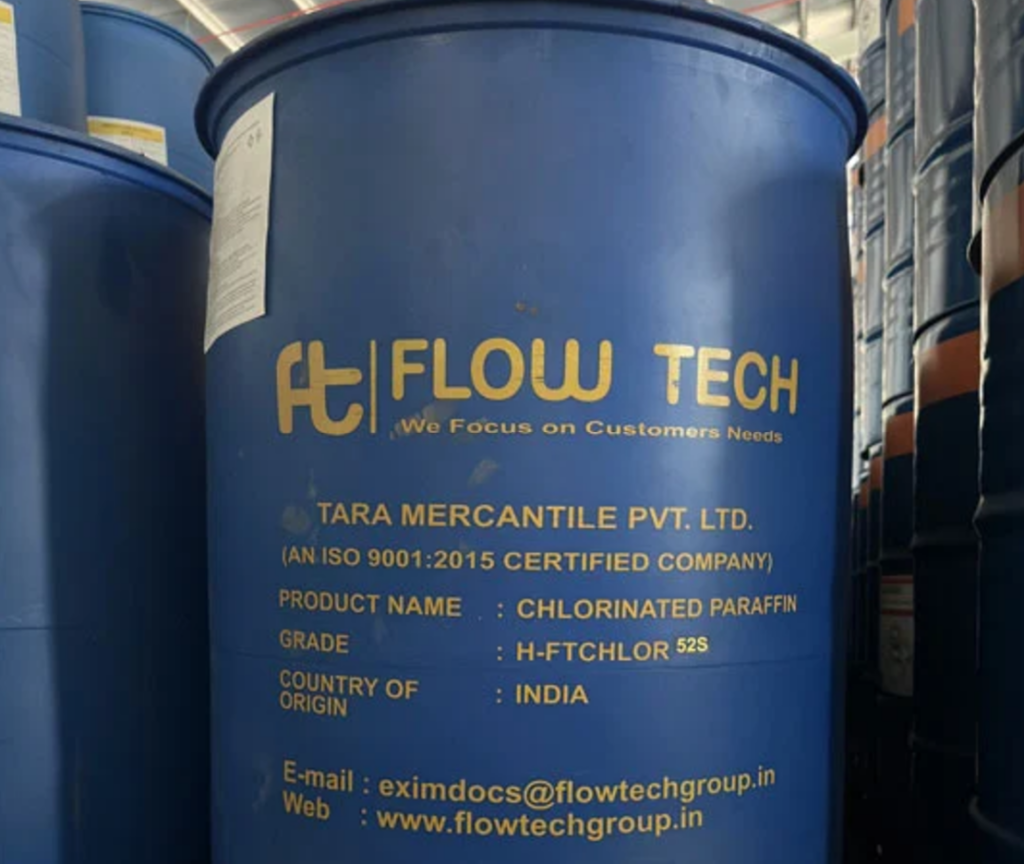 ft FLOW TECH
We Focus on Customers Needs
TARA MERCANTILE PVT. LTD.
(AN ISO 9001:2015 CERTIFIED COMPANY)
PRODUCT NAME : CHLORINATED PARAFFIN
GRADE : H-FTCHLOR 52S
COUNTRY OF ORIGIN : INDIA
E-mail : eximdocs@flowtechgroup.in
Web : www.flowtechgroup.in